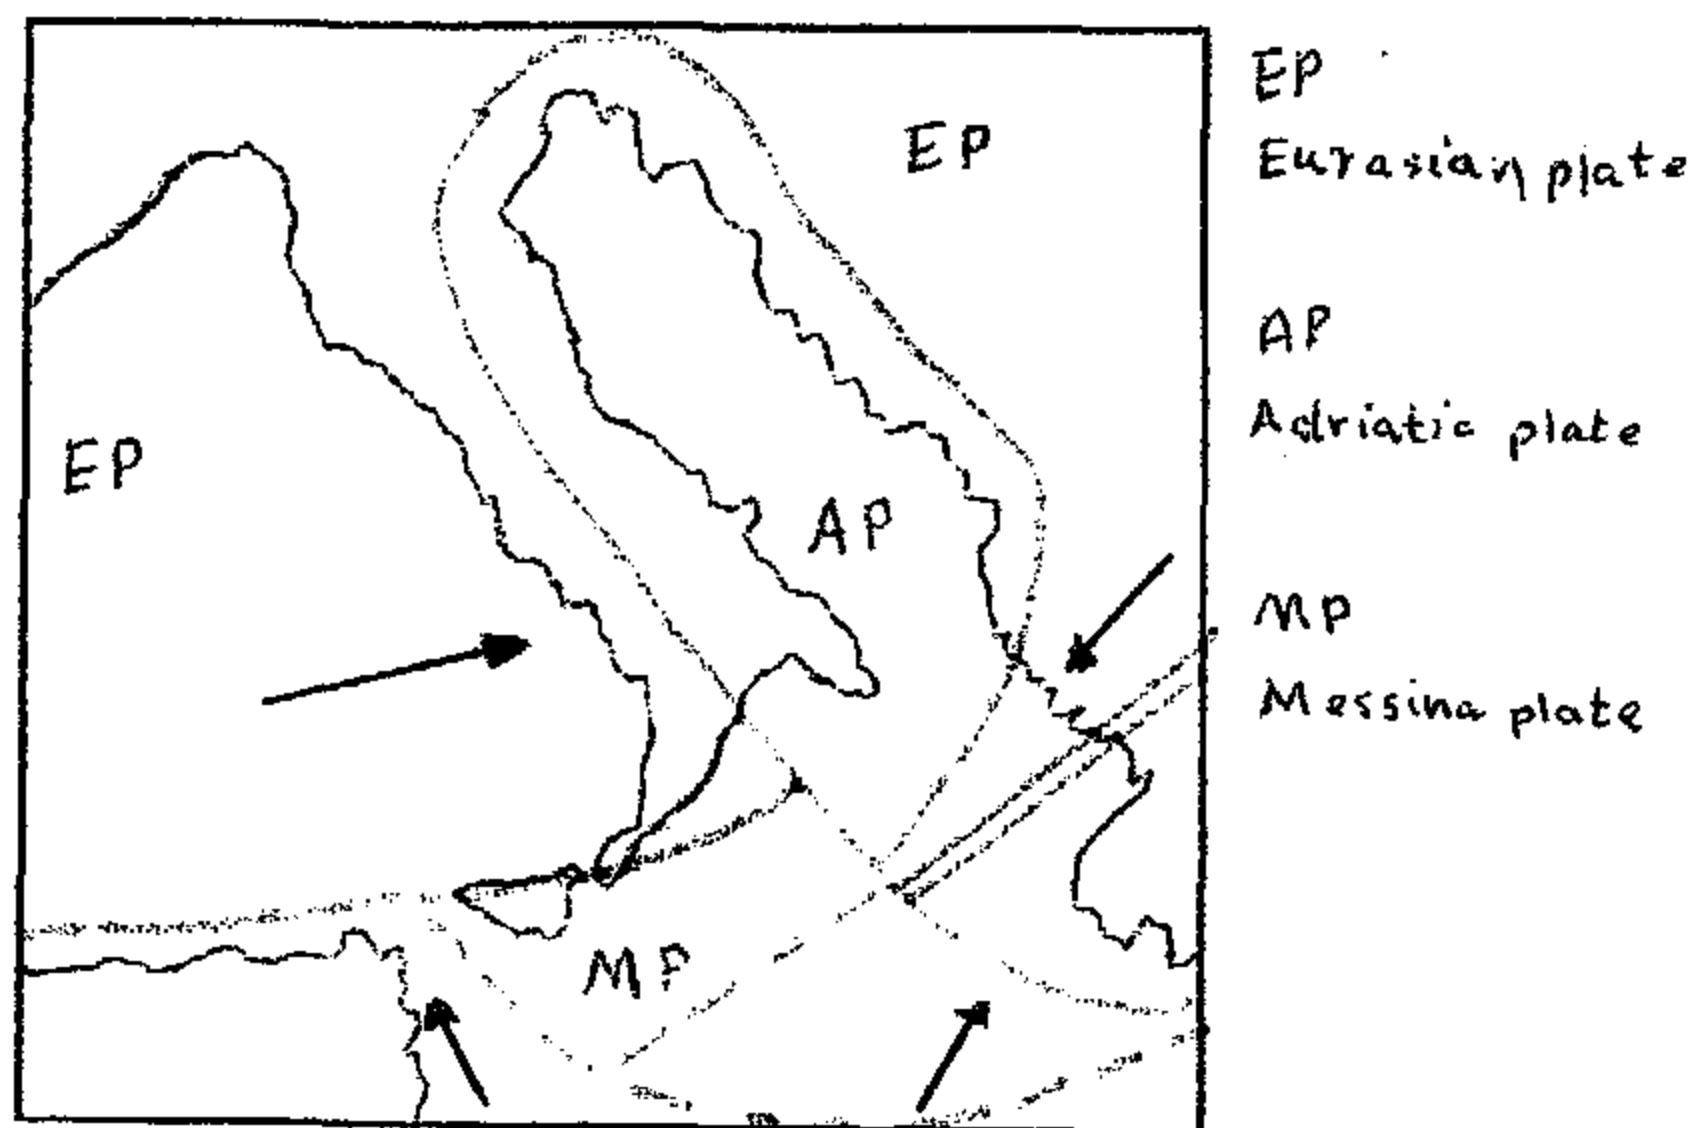 EP
EP
Eurasian plate
AP
Adriatic plate
EP
AP
MP
Messina plate
MP